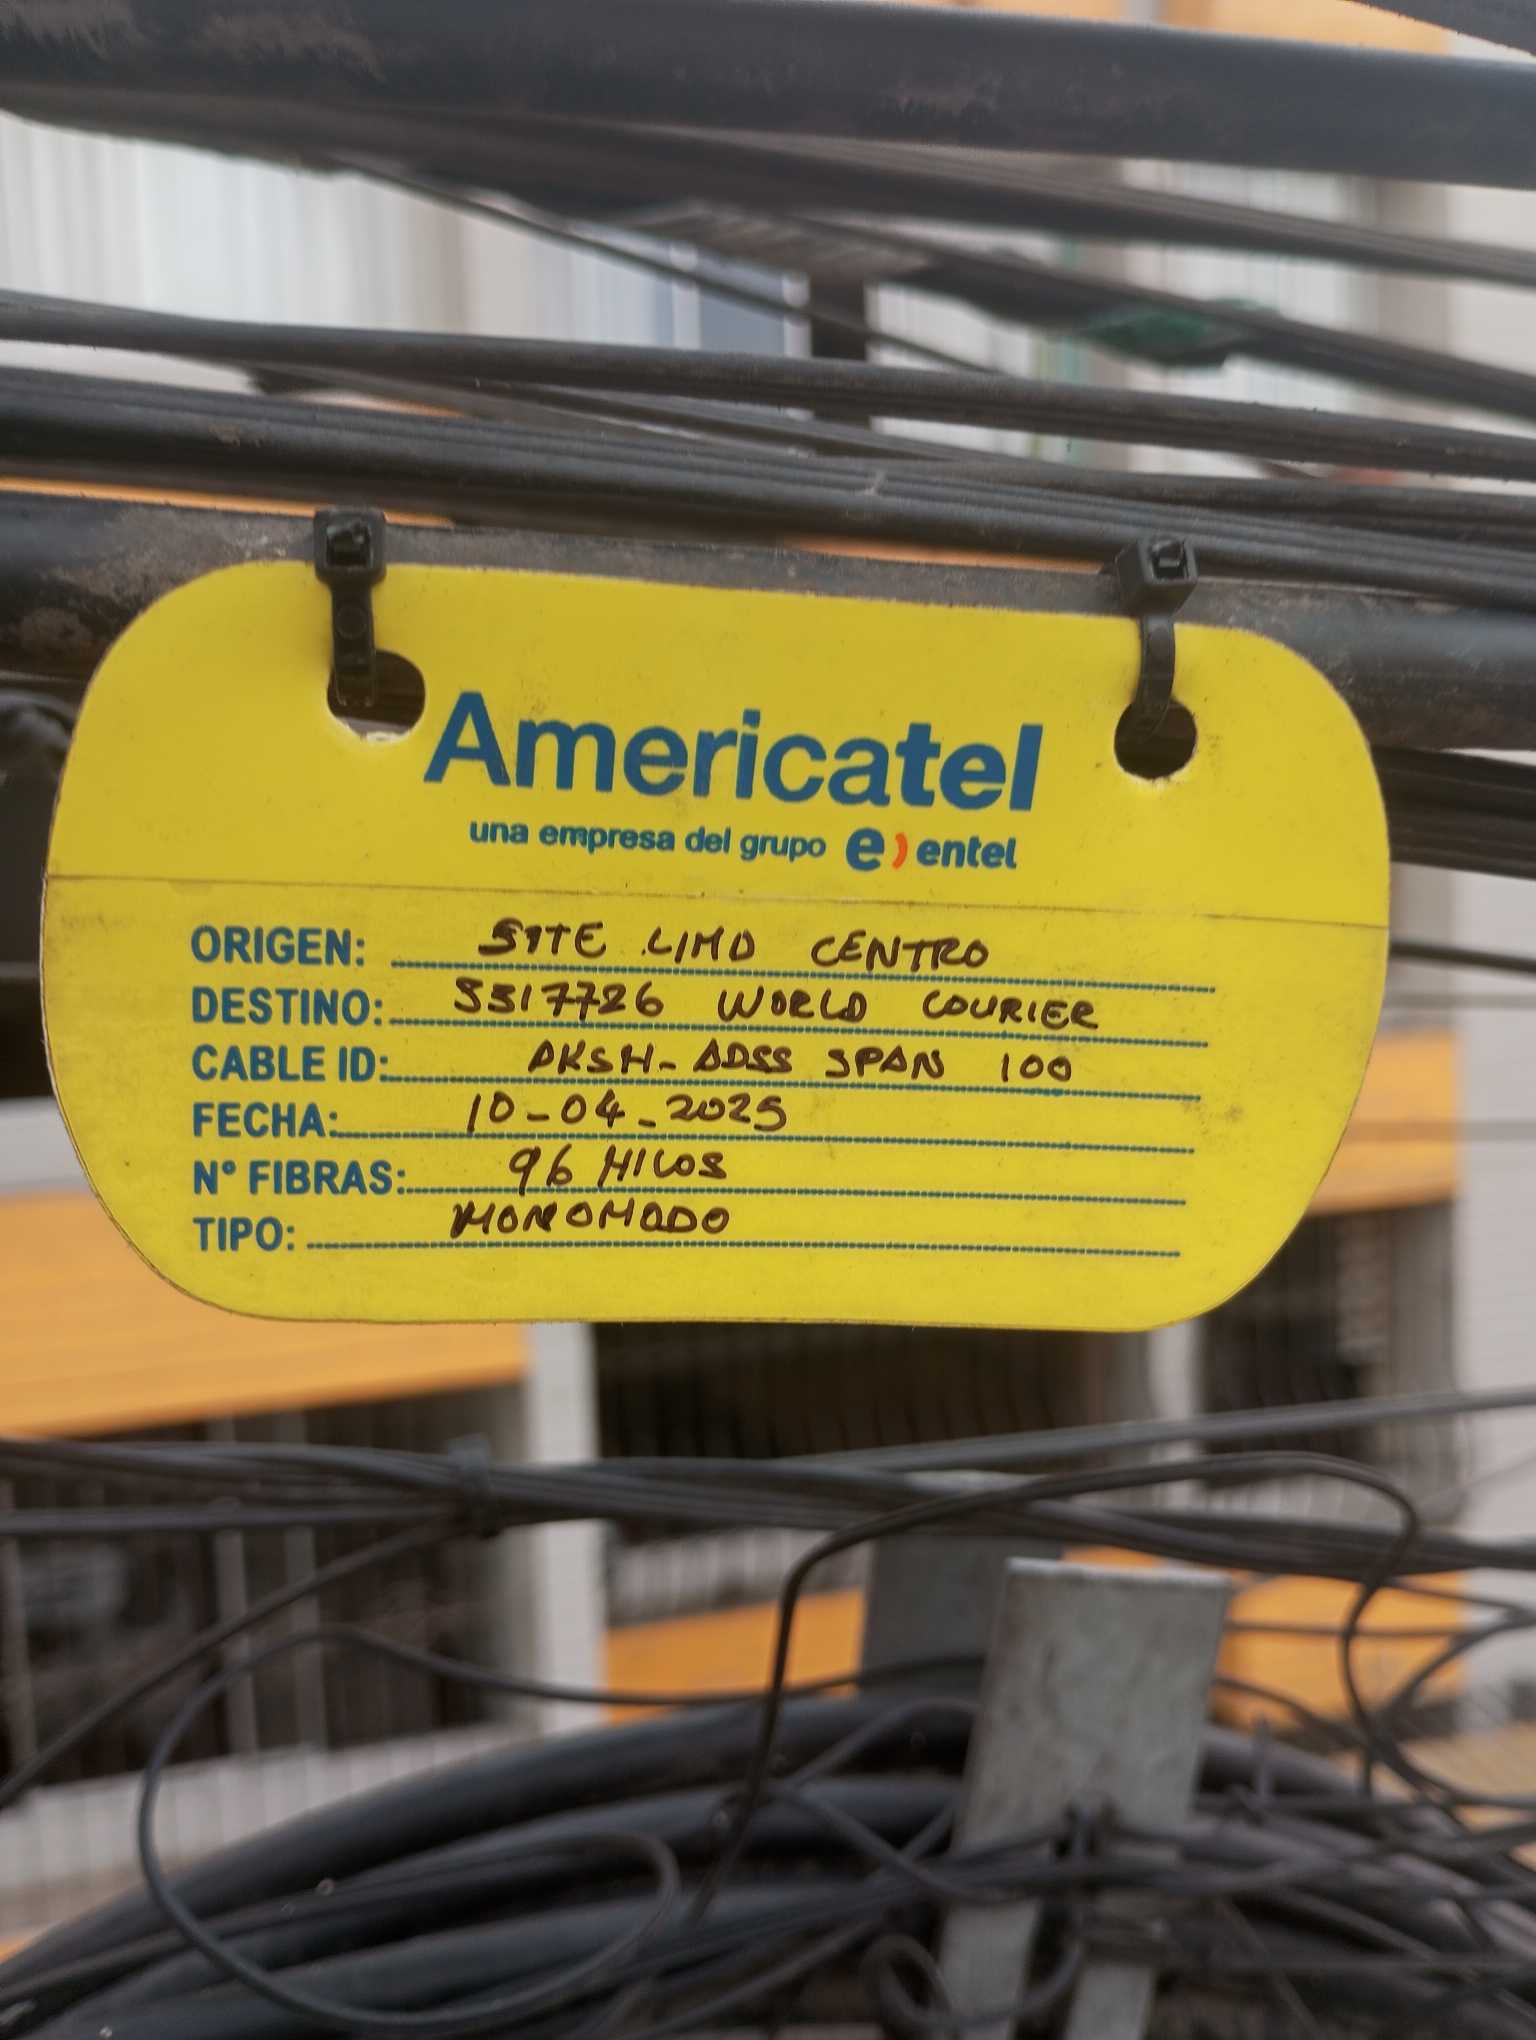 Americatel
una empresa del grupo e) entel
ORIGEN: SITE LIMA CENTRO
DESTINO: 5517726 WORLD COURIER
CABLE ID: AKSH-ADSS SPAN 100
FECHA: 10-04-2025
N° FIBRAS: 96 HILOS
TIPO: MONOMODO